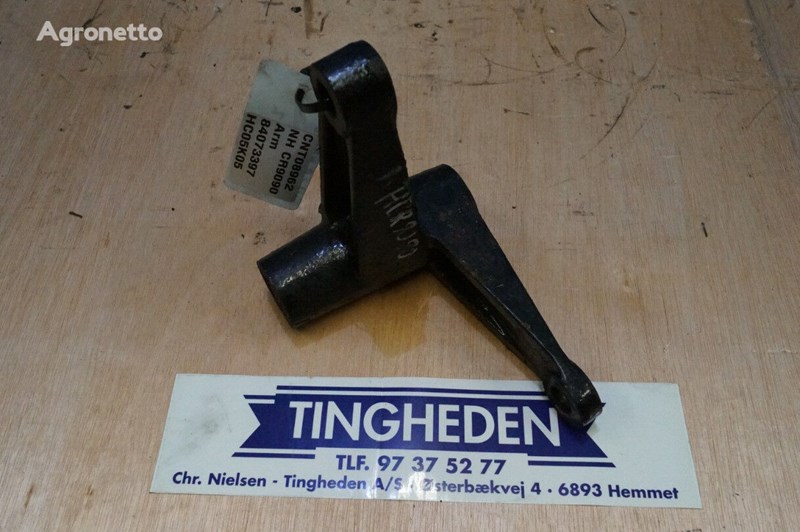 Agronetto
CNT08962
NH CR9090
Arm
84073397
HC05K05
TINGHEDEN
TLF. 97 37 52 77
Chr. Nielsen - Tingheden A/S - Østerbækvej 4 - 6893 Hemmet